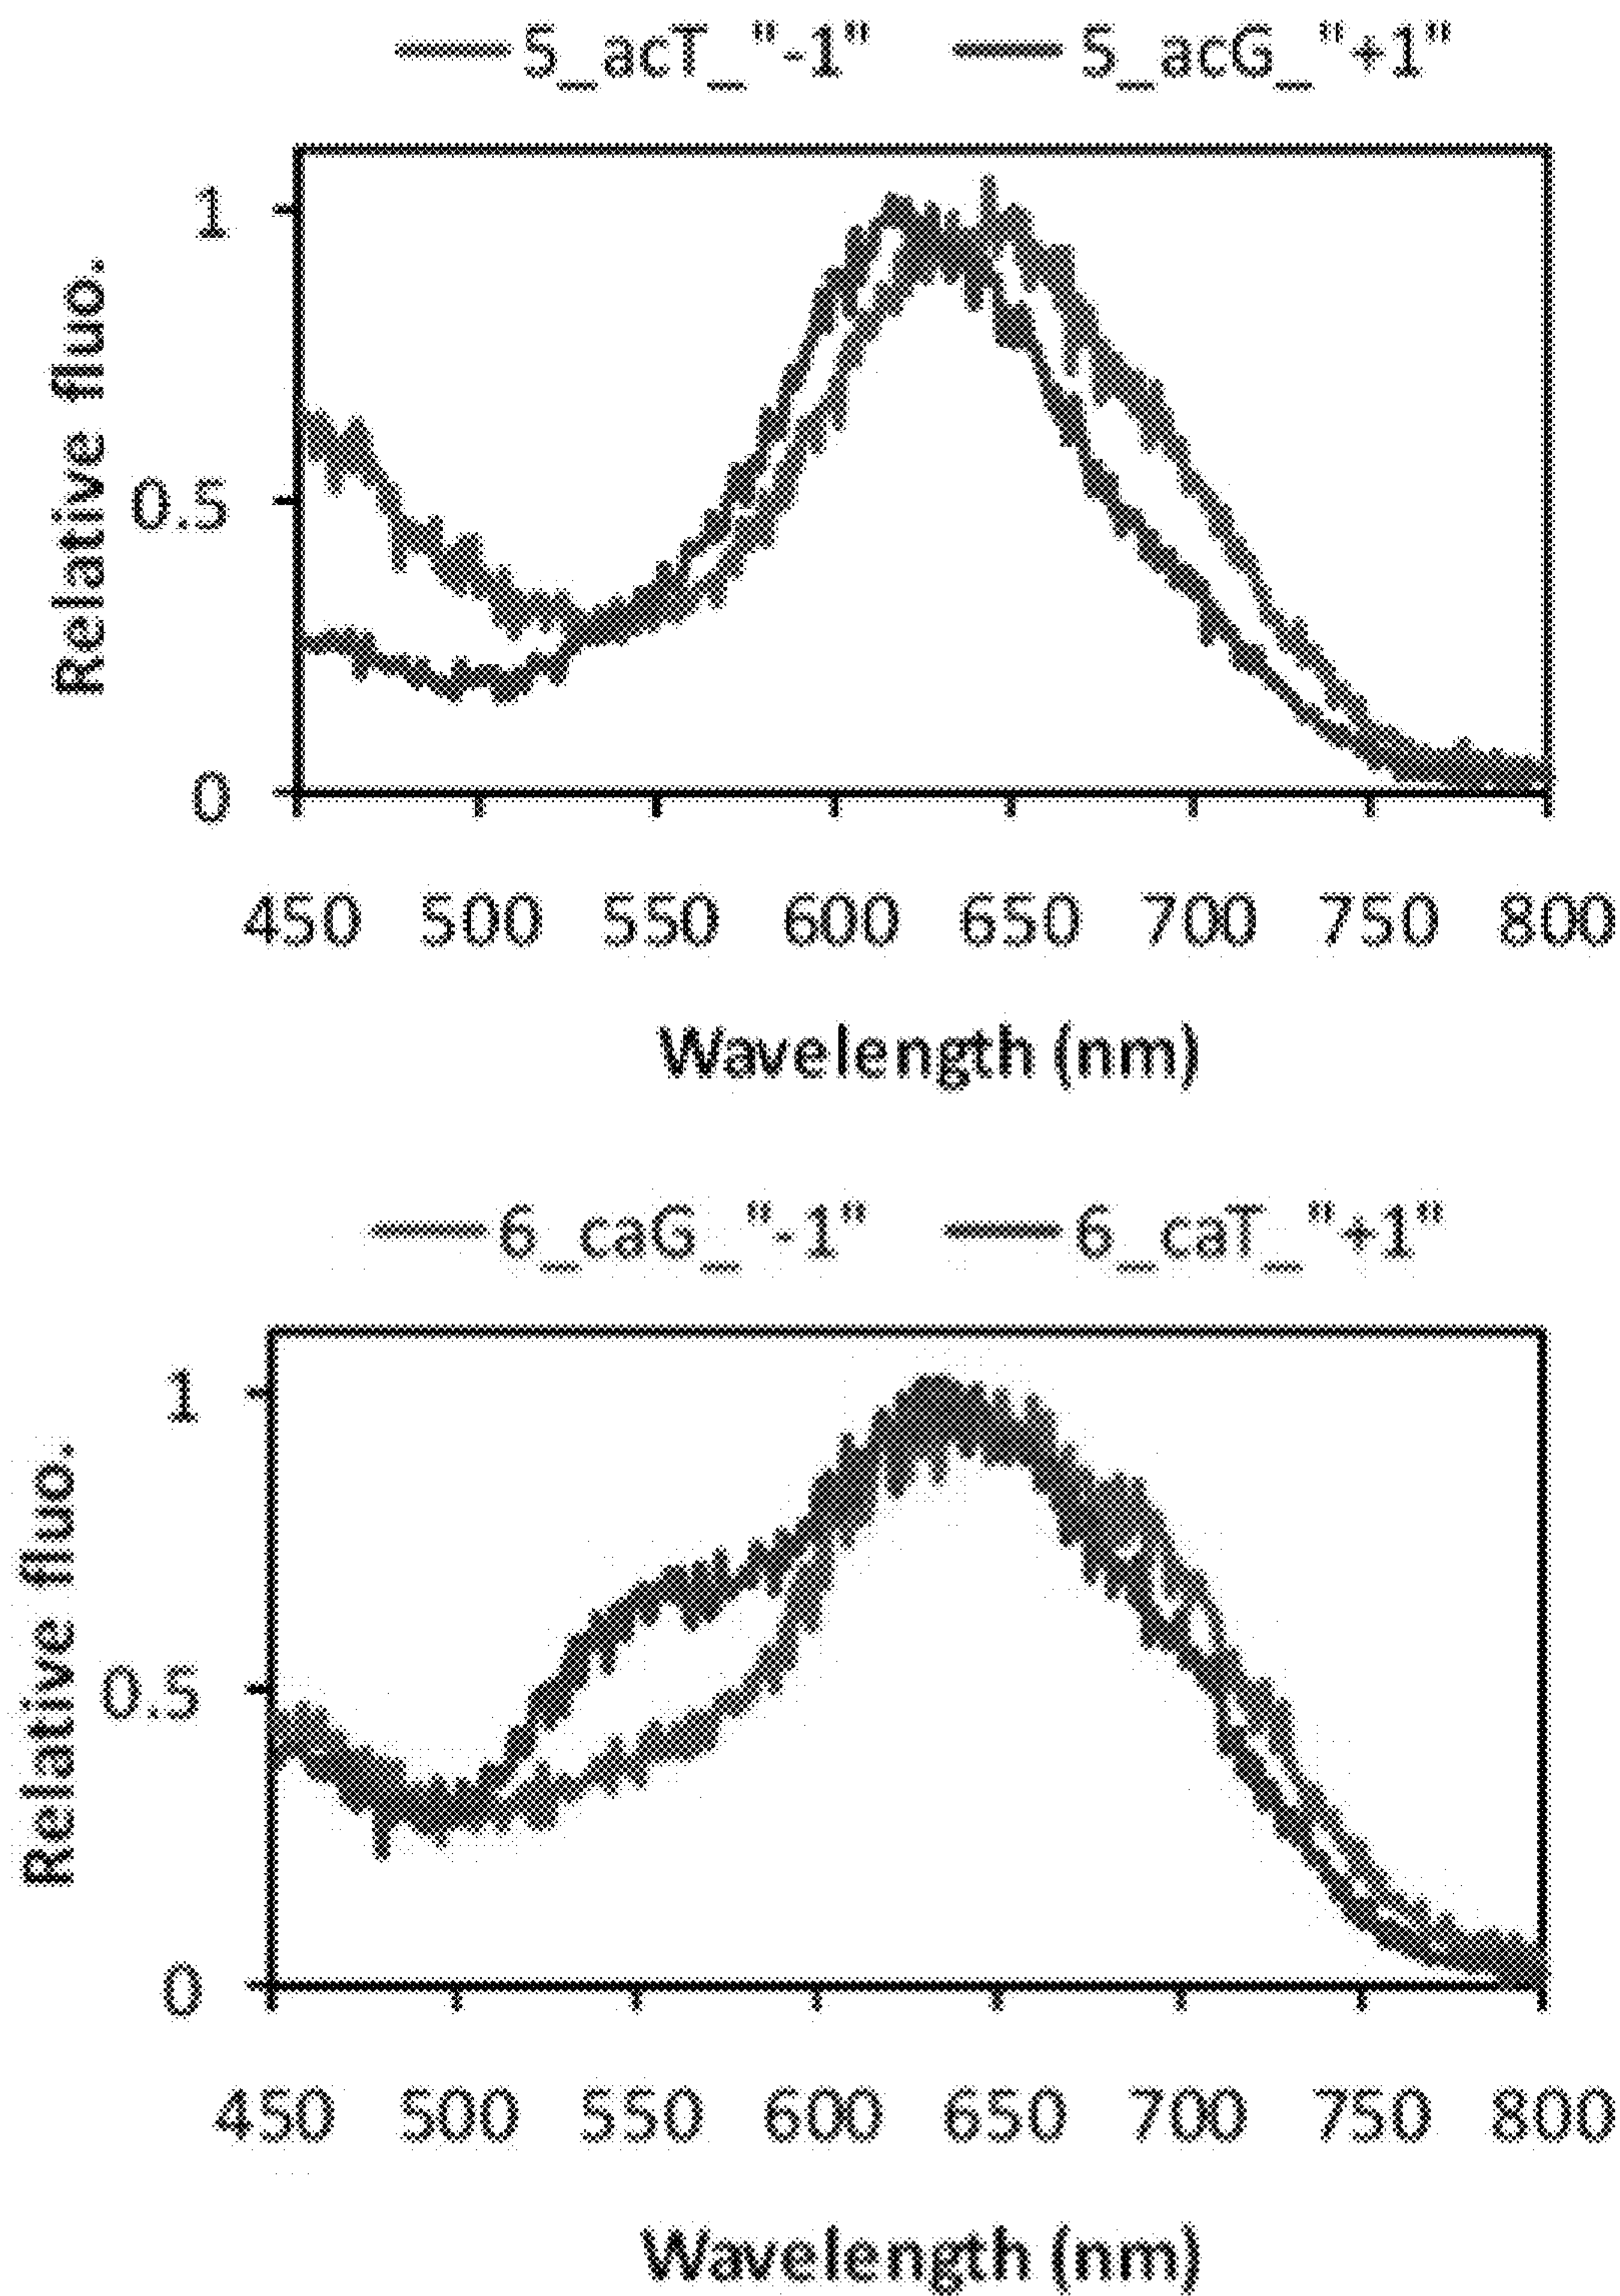 5_acT_"-1" 5_acG_"+1"
1
0.5
0
Relative fluo.
450 500 550 600 650 700 750 800
Wavelength (nm)
6_caG_"-1" 6_caT_"+1"
1
0.5
0
Relative fluo.
450 500 550 600 650 700 750 800
Wavelength (nm)